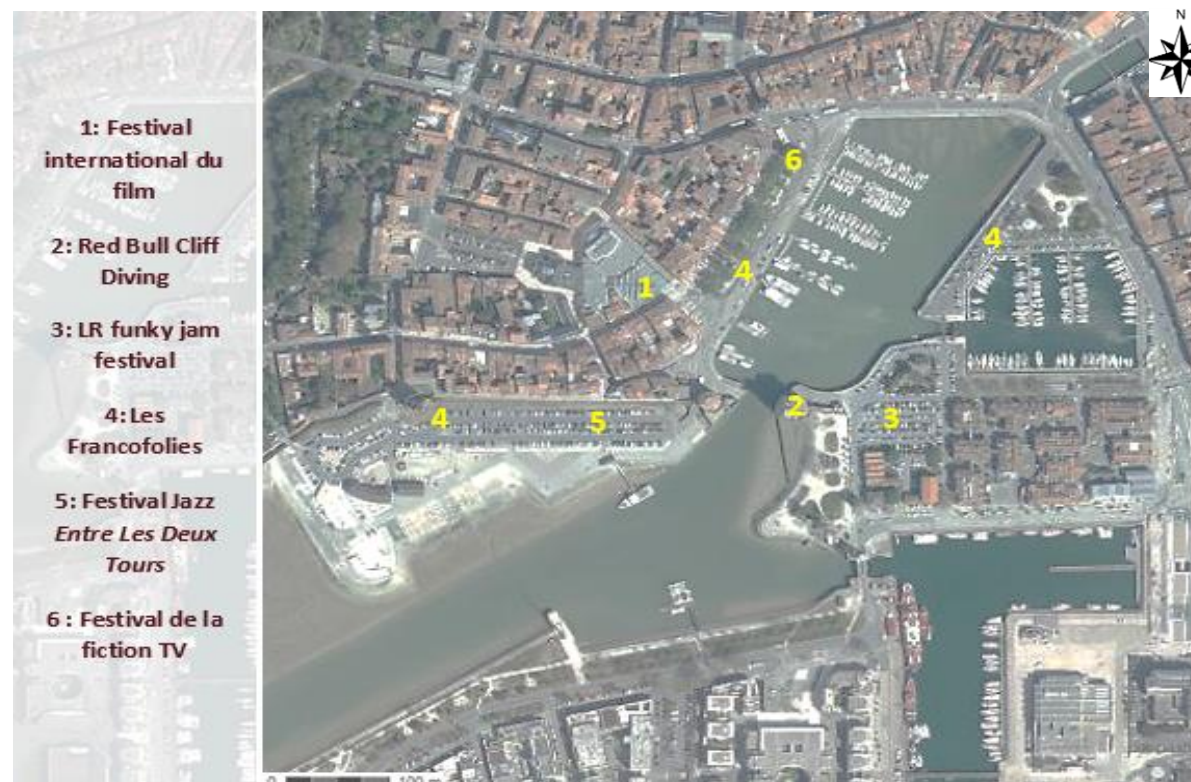 1: Festival
international du
film
2: Red Bull Cliff
Diving
3: LR funky jam
festival
4: Les
Francofolies
5: Festival Jazz
Entre Les Deux
Tours
6 : Festival de la
fiction TV
N
6
4
4
1
2
3
4
5
0 100 m